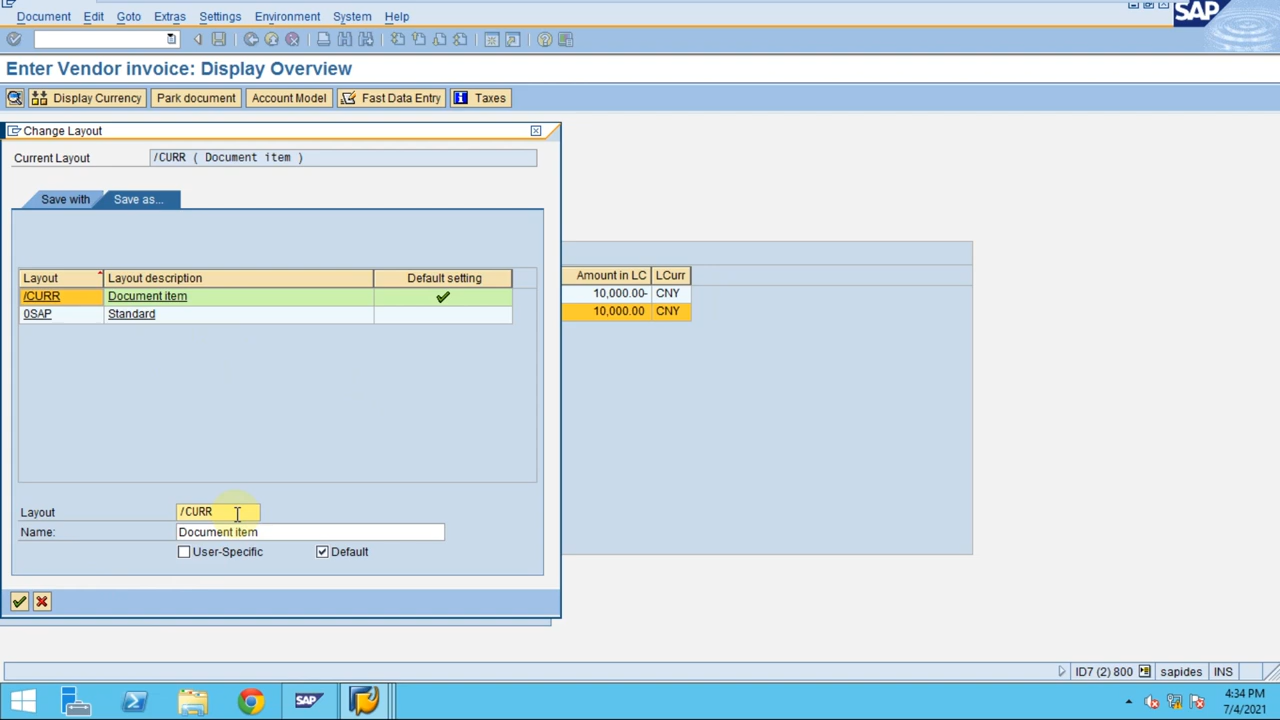 Document Edit Goto Extras Settings Environment System Help
SAP
Enter Vendor invoice: Display Overview
Display Currency Park document Account Model Fast Data Entry Taxes
Change Layout
Current Layout /CURR ( Document item )
Save with Save as...
Layout Layout description Default setting
/CURR Document item
0SAP Standard
Amount in LC LCurr
10,000.00- CNY
10,000.00 CNY
Layout /CURR
Name: Document item
User-Specific Default
ID7 (2) 800 sapides INS
SAP
4:34 PM
7/4/2021